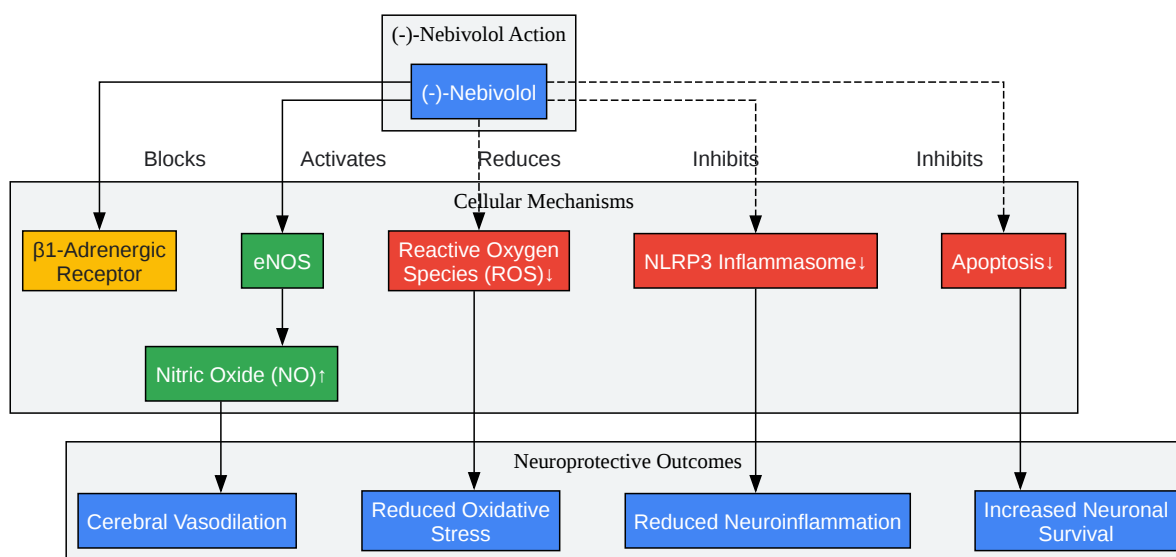 (-)-Nebivolol Action
(-)-Nebivolol
Blocks
Activates
Reduces
Inhibits
Inhibits
Cellular Mechanisms
β1-Adrenergic
Receptor
eNOS
Reactive Oxygen
Species (ROS)↓
NLRP3 Inflammasome↓
Apoptosis↓
Nitric Oxide (NO)↑
Neuroprotective Outcomes
Cerebral Vasodilation
Reduced Oxidative
Stress
Reduced Neuroinflammation
Increased Neuronal
Survival